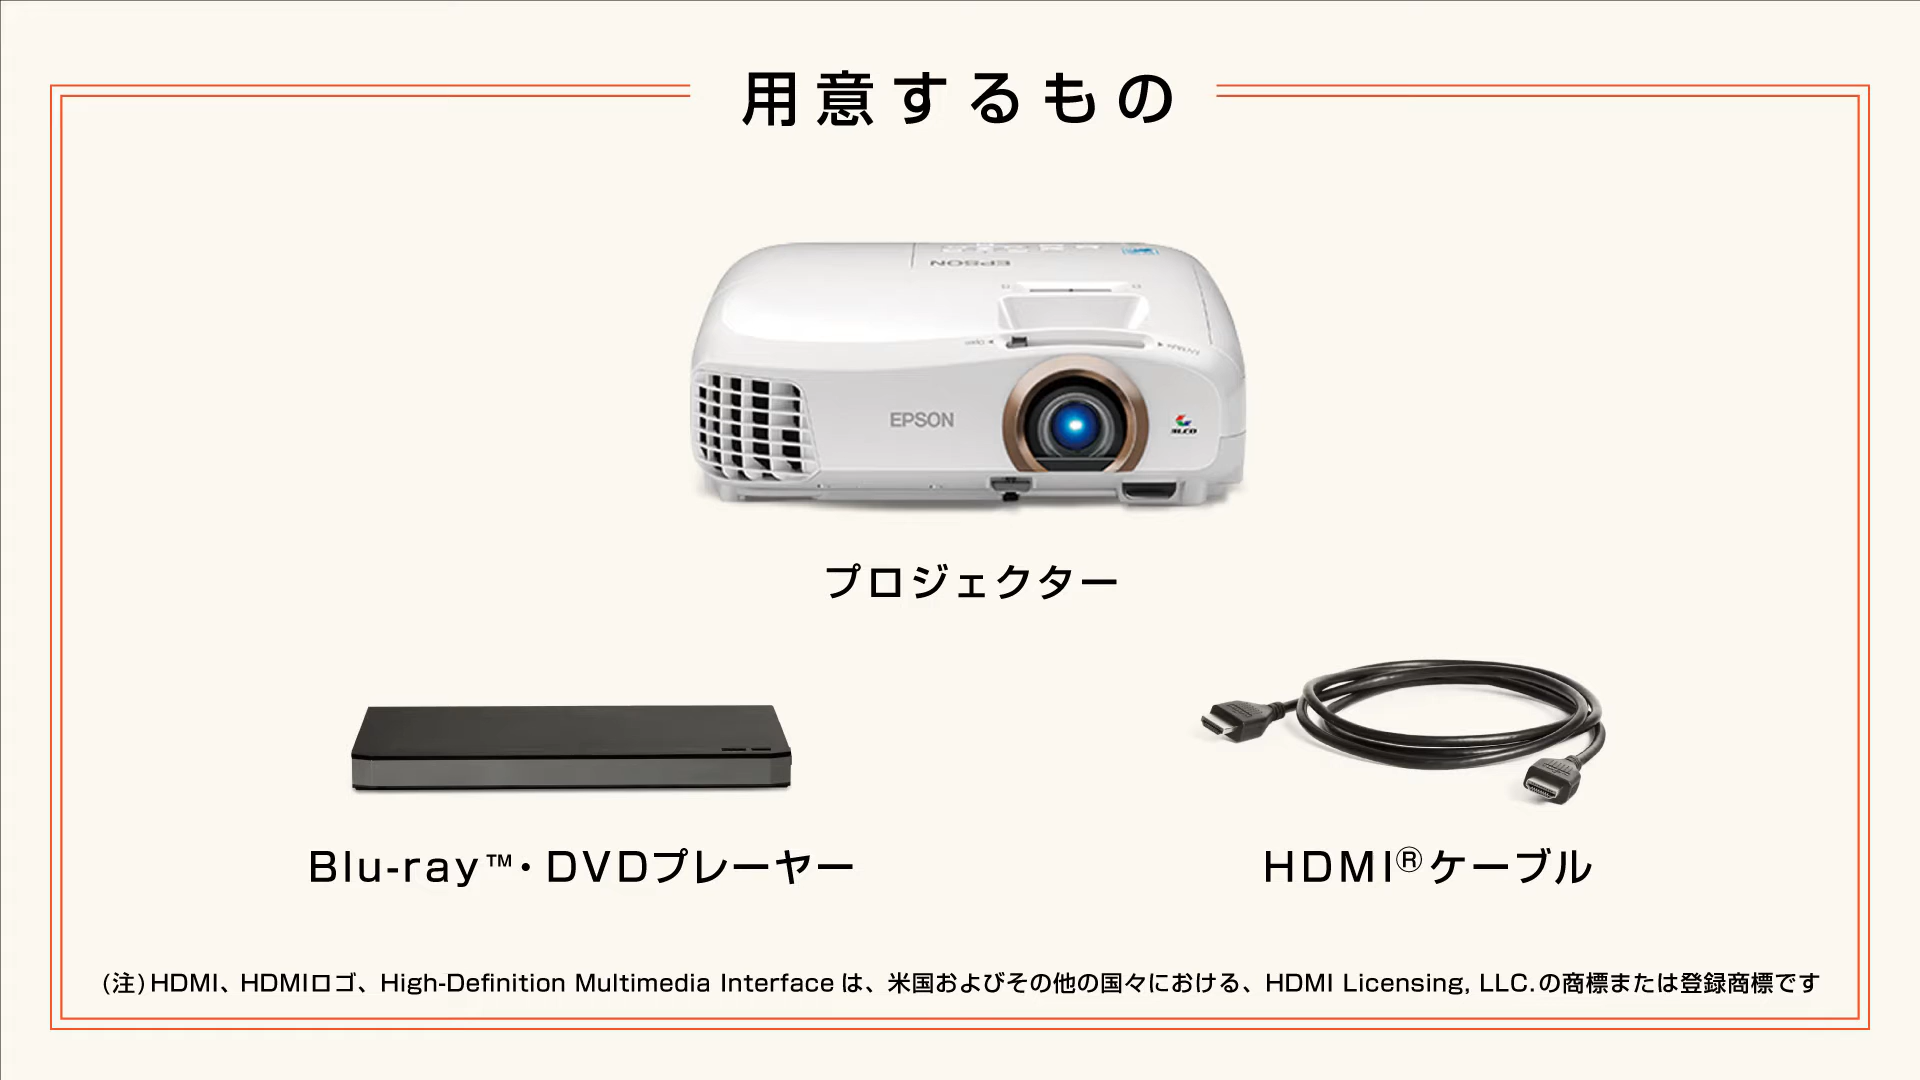 用意するもの
EPSON
EPSON
3LCD
プロジェクター
Blu-ray™・DVDプレーヤー
HDMI®ケーブル
(注)HDMI、HDMIロゴ、High-Definition Multimedia Interface は、米国およびその他の国々における、HDMI Licensing, LLC.の商標または登録商標です